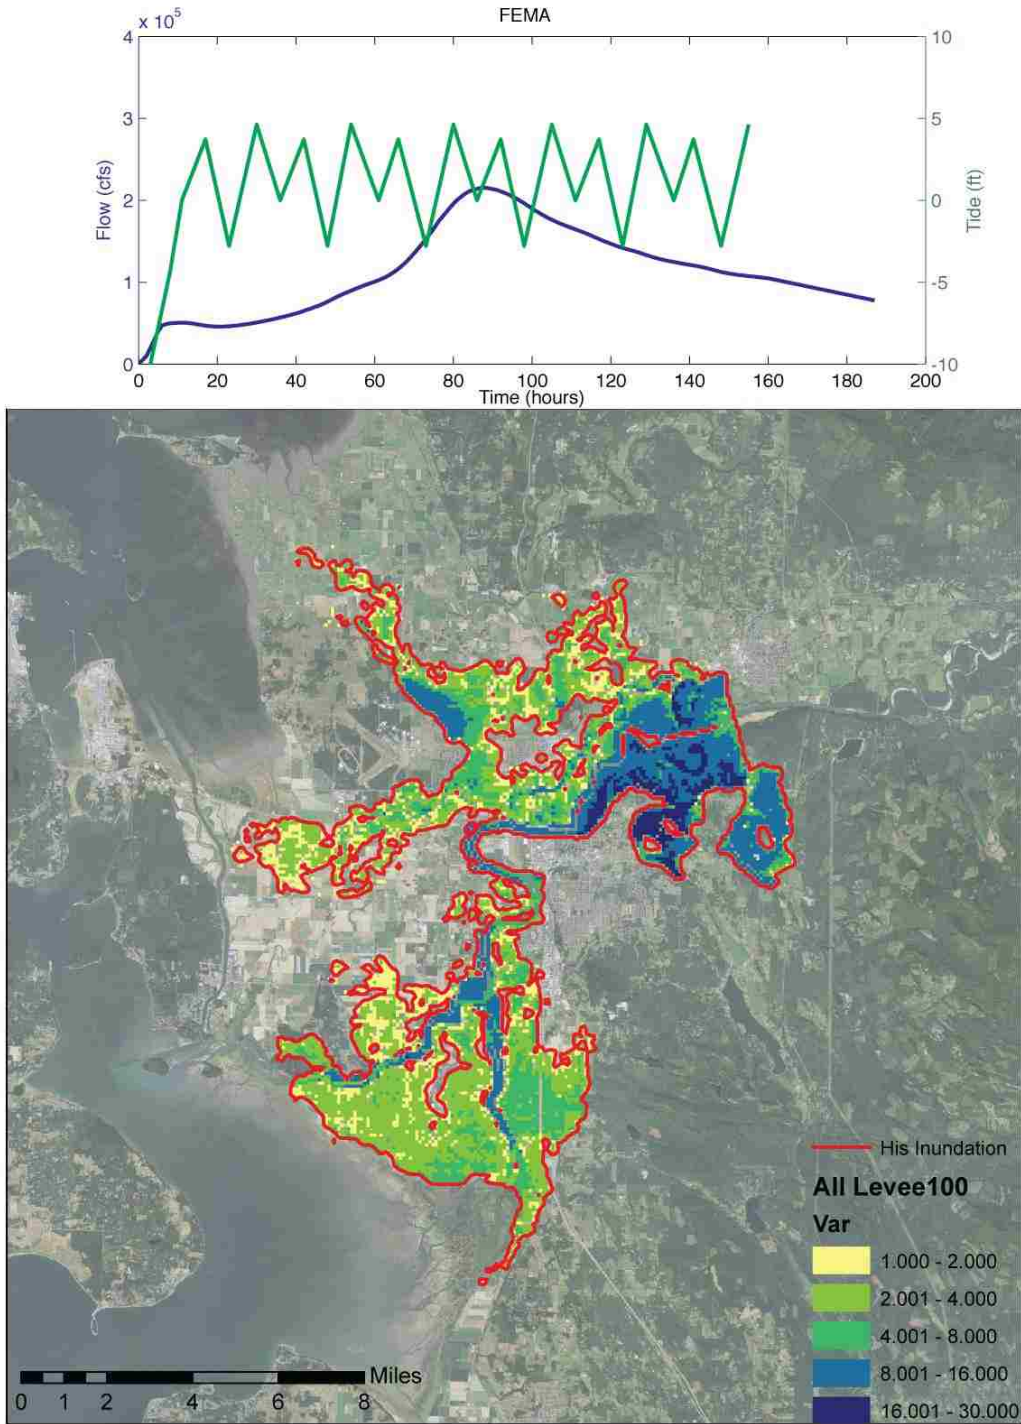 FEMA
x 10^5
4
3
2
1
0
Flow (cfs)
10
5
0
-5
-10
Tide (ft)
0 20 40 60 80 100 120 140 160 180 200
Time (hours)
His Inundation
All Levee100
Var
1.000 - 2.000
2.001 - 4.000
4.001 - 8.000
8.001 - 16.000
16.001 - 30.000
Miles
0 1 2 4 6 8